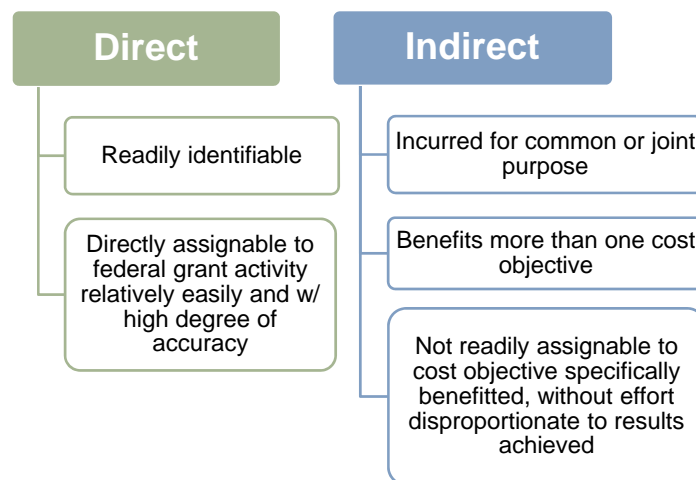 Direct
Readily identifiable
Directly assignable to
federal grant activity
relatively easily and w/
high degree of
accuracy
Indirect
Incurred for common or joint
purpose
Benefits more than one cost
objective
Not readily assignable to
cost objective specifically
benefitted, without effort
disproportionate to results
achieved